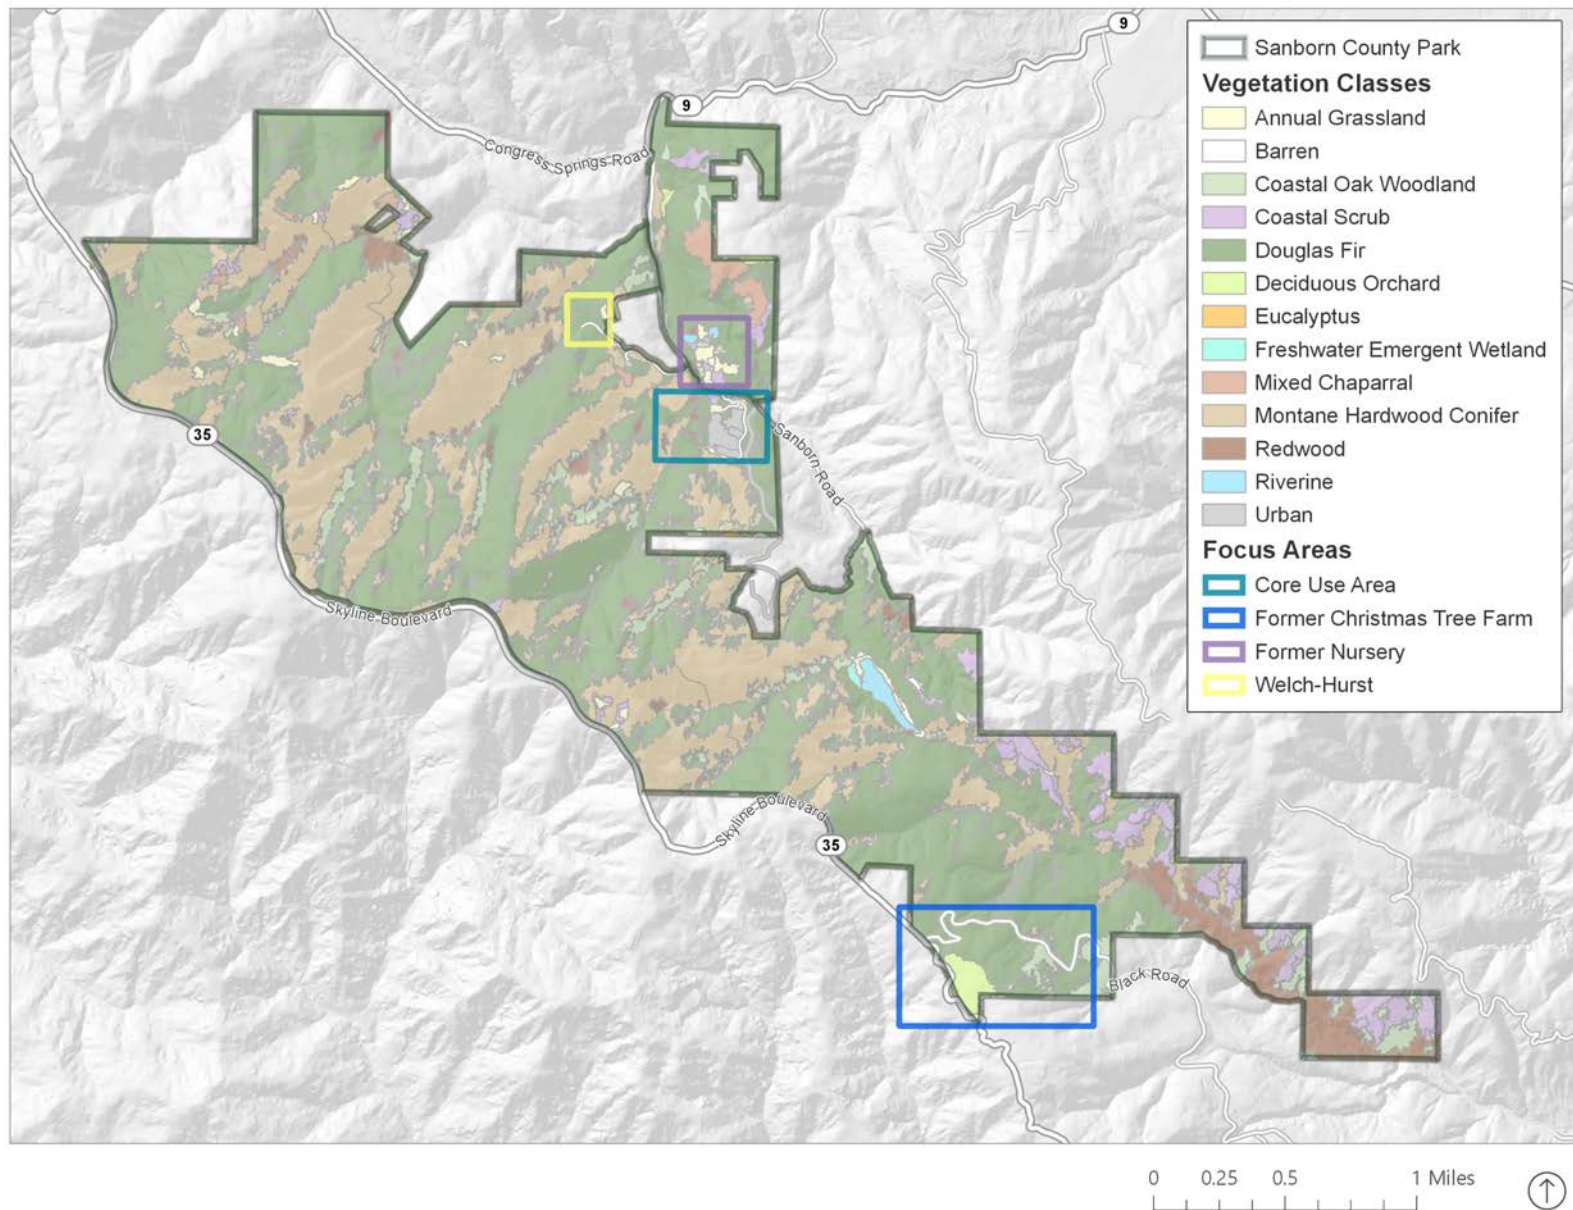 9
Sanborn County Park
Vegetation Classes
Annual Grassland
Barren
Coastal Oak Woodland
Coastal Scrub
Douglas Fir
Deciduous Orchard
Eucalyptus
Freshwater Emergent Wetland
Mixed Chaparral
Montane Hardwood Conifer
Redwood
Riverine
Urban
Focus Areas
Core Use Area
Former Christmas Tree Farm
Former Nursery
Welch-Hurst
9
Congress Springs Road
35
Sanborn Road
Skyline Boulevard
Skyline Boulevard
35
Black Road
0 0.25 0.5 1 Miles